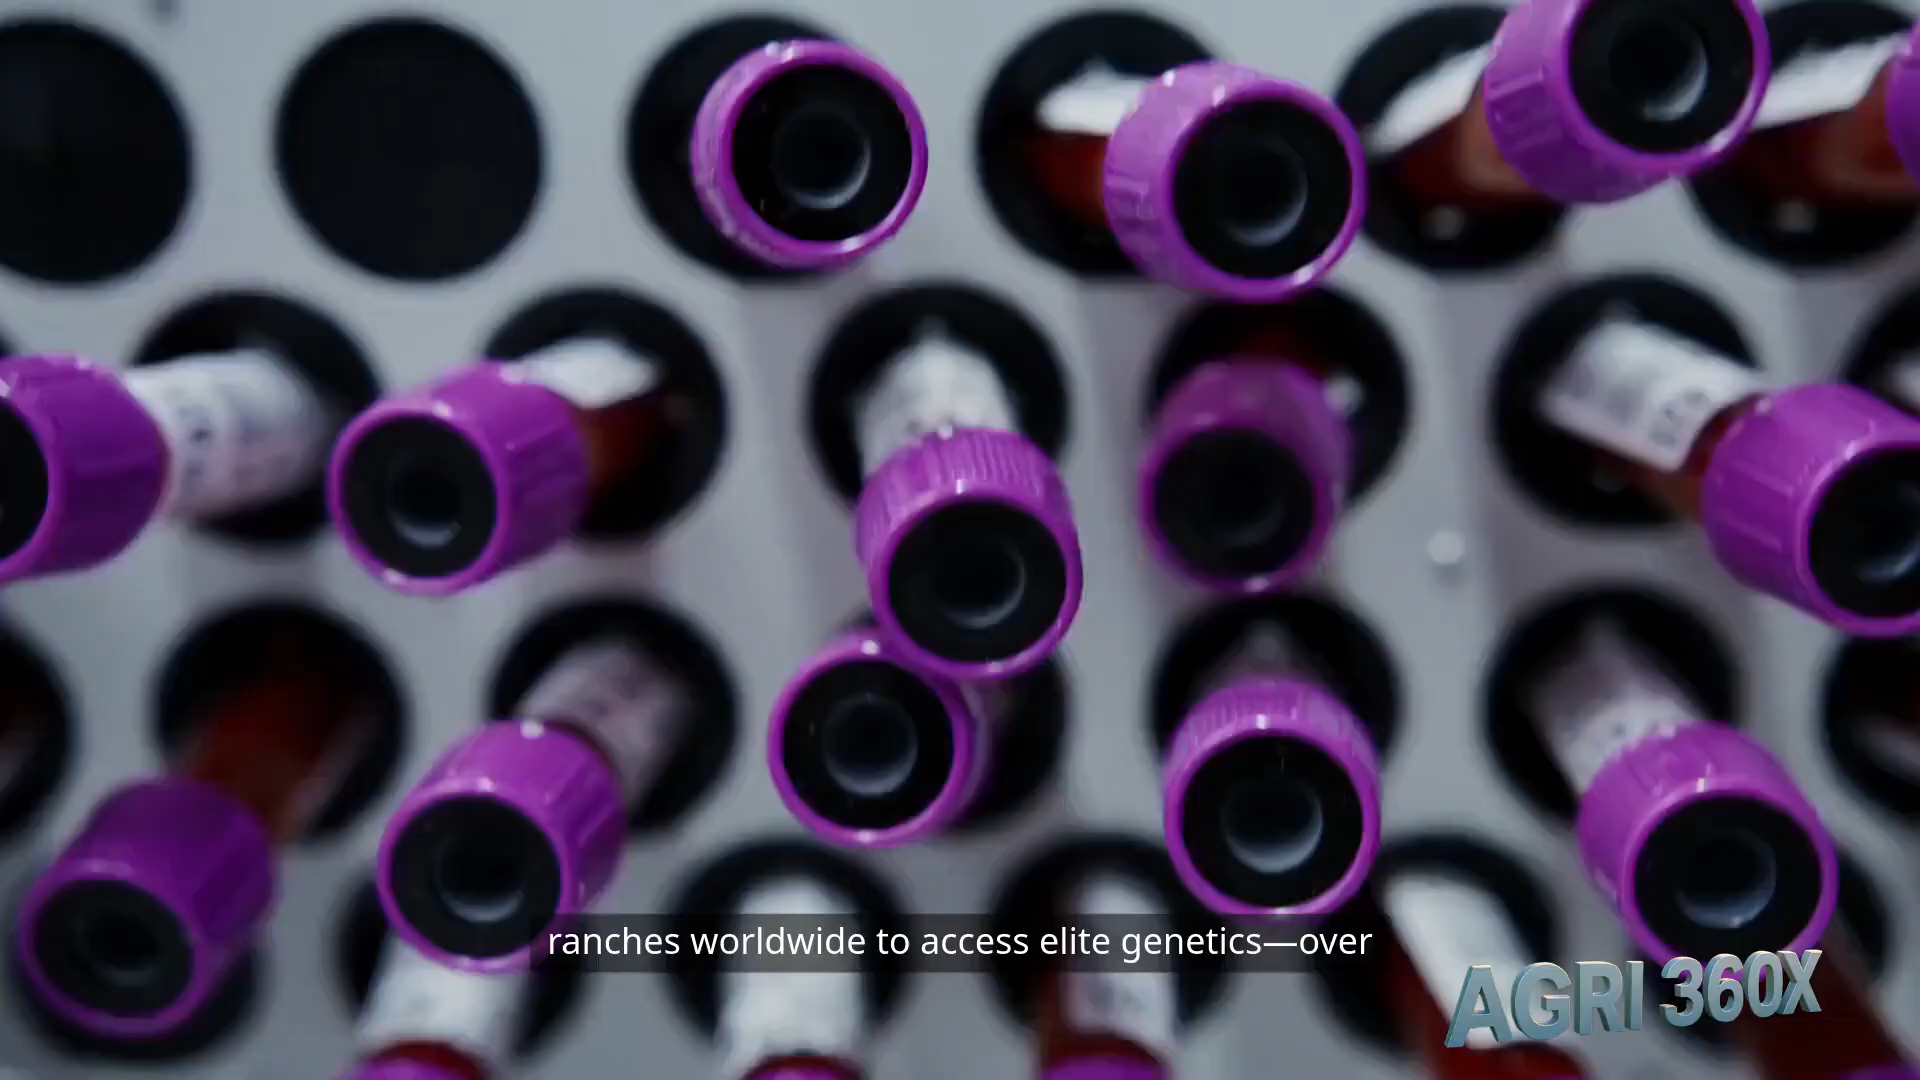 ranches worldwide to access elite genetics—over
AGRI 360X